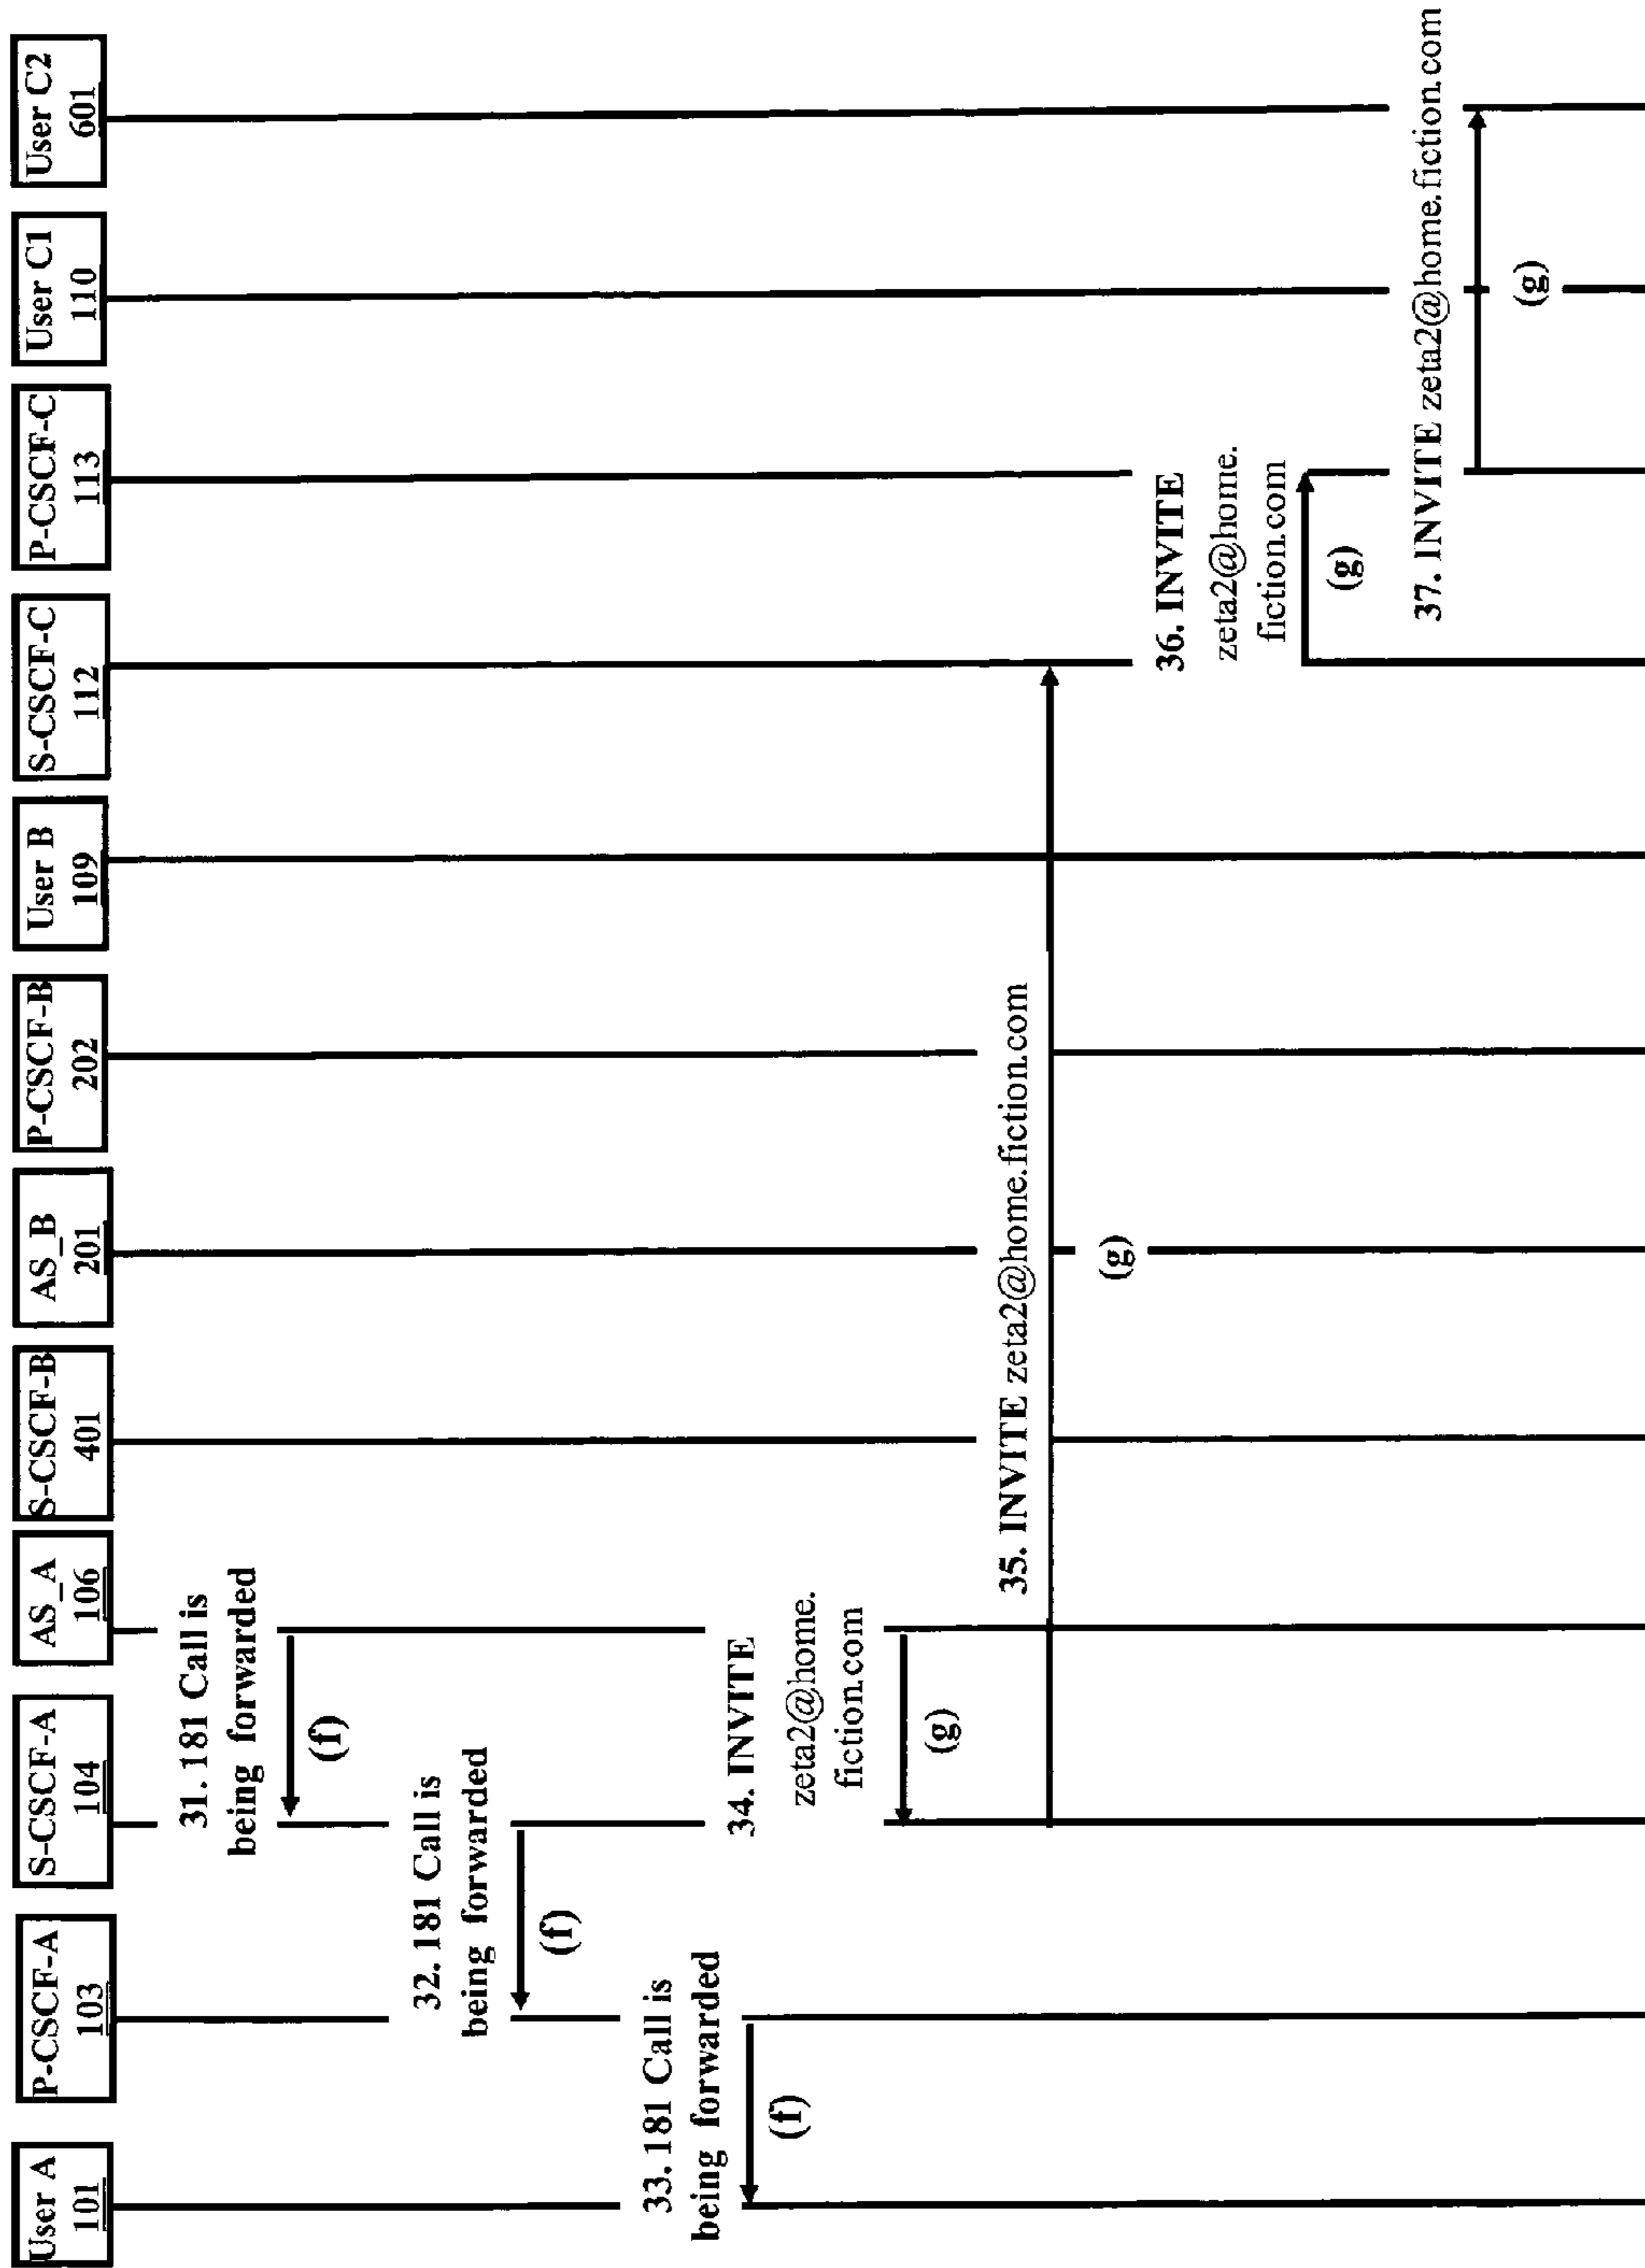 User A
101
P-CSCF-A
103
S-CSCF-A
104
AS_A
106
S-CSCF-B
401
AS_B
201
P-CSCF-B
202
User B
109
S-CSCF-C
112
P-CSCF-C
113
User C1
110
User C2
601
31. 181 Call is
being forwarded
(f)
32. 181 Call is
being forwarded
(f)
33. 181 Call is
being forwarded
(f)
34. INVITE
zeta2@home.
fiction.com
(g)
35. INVITE zeta2@home.fiction.com
(g)
36. INVITE
zeta2@home.
fiction.com
(g)
37. INVITE zeta2@home.fiction.com
(g)